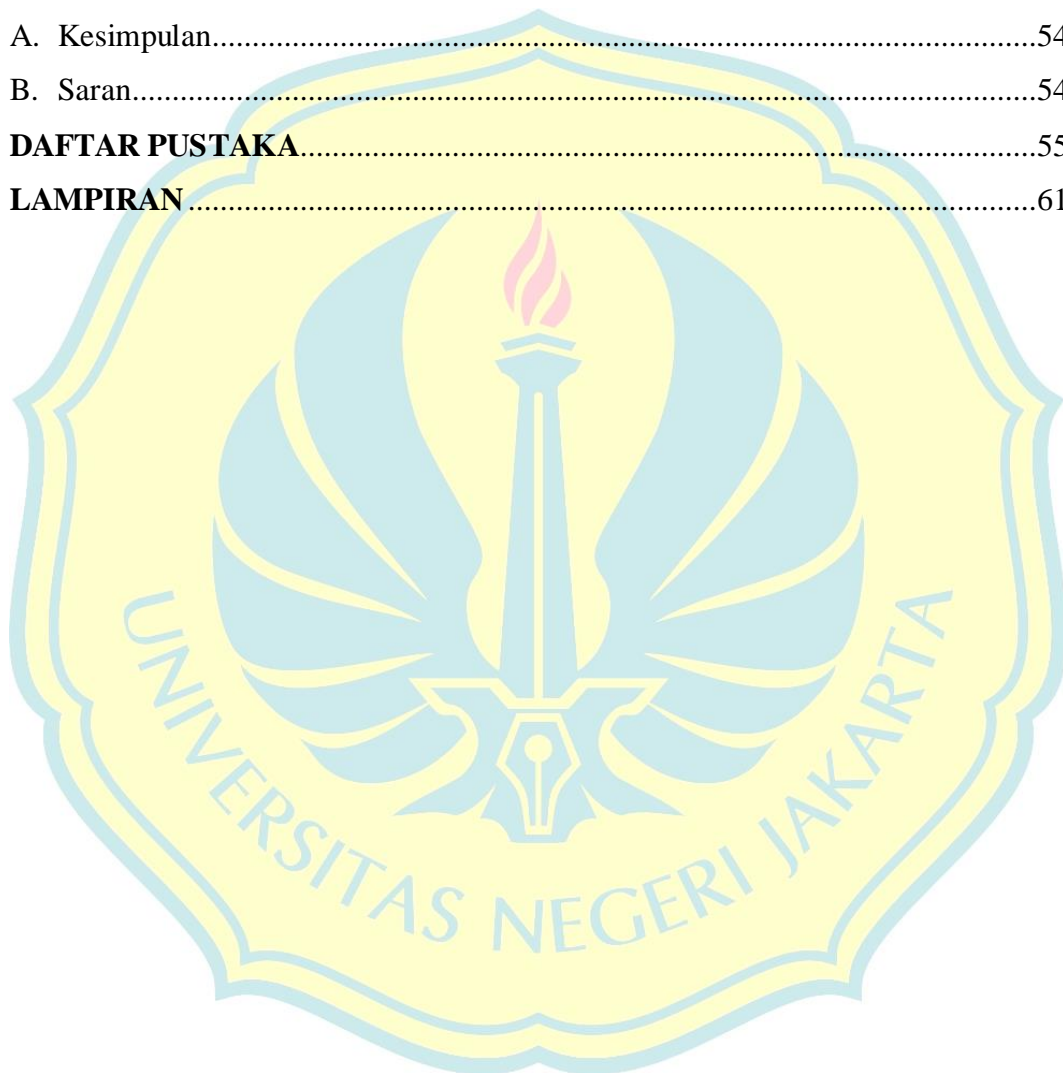 A. Kesimpulan....................................................................................................54
B. Saran.............................................................................................................54
DAFTAR PUSTAKA.........................................................................................55
LAMPIRAN.......................................................................................................61
UNIVERSITAS NEGERI JAKARTA